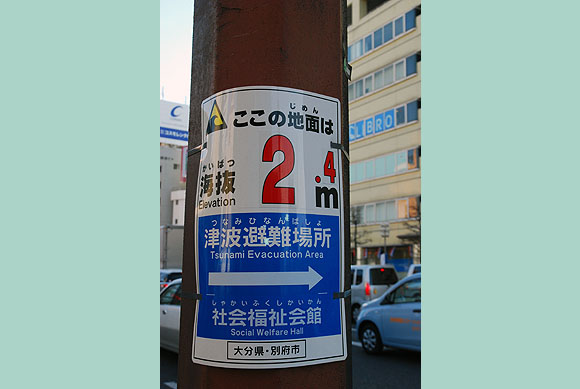 じめん
ここの地面は
かいばつ
海抜
Elevation
2.4m
つなみひなんばしょ
津波避難場所
Tsunami Evacuation Area
しゃかいふくしかいかん
社会福祉会館
Social Welfare Hall
大分県・別府市
CLBRO